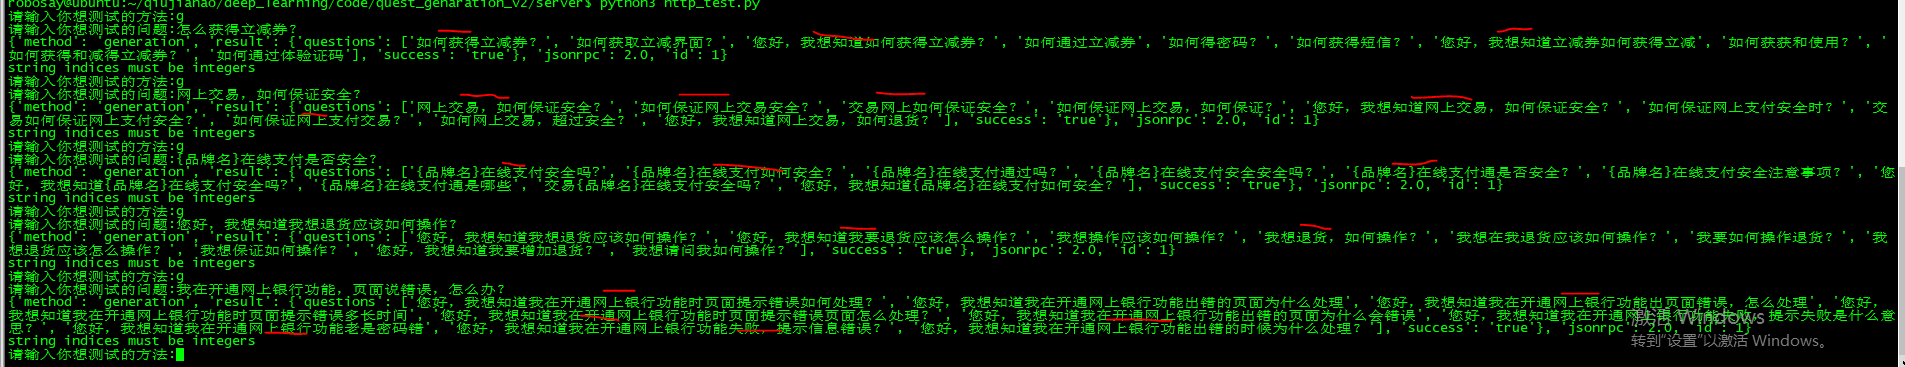 robosay@ubuntu:~/qiujianhao/deep_learning/code/quest_genaration_v2/server$ python3 http_test.py
请输入你想测试的方法:g
请输入你想测试的问题:怎么获得立减券?
{'method': 'generation', 'result': {'questions': ['如何获得立减券? ', '如何获取立减界面? ', '您好, 我想知道如何获得立减券? ', '如何通过立减券', '如何得密码? ', '如何获得短信? ', '您好, 我想知道立减券如何获得立减', '如何获获和使用? ', '
如何获得和减得立减券? ', '如何通过体验证码'], 'success': 'true'}, 'jsonrpc': 2.0, 'id': 1}
string indices must be integers
请输入你想测试的方法:g
请输入你想测试的问题:网上交易, 如何保证安全?
{'method': 'generation', 'result': {'questions': ['网上交易, 如何保证安全? ', '如何保证网上交易安全? ', '交易网上如何保证安全? ', '如何保证网上交易, 如何保证? ', '您好, 我想知道网上交易, 如何保证安全? ', '如何保证网上支付安全时? ', '交
易如何保证网上支付安全? ', '如何保证网上支付交易? ', '如何网上交易, 超过安全? ', '您好, 我想知道网上交易, 如何退货? '], 'success': 'true'}, 'jsonrpc': 2.0, 'id': 1}
string indices must be integers
请输入你想测试的方法:g
请输入你想测试的问题:{品牌名}在线支付是否安全?
{'method': 'generation', 'result': {'questions': ['{品牌名}在线支付安全吗? ', '{品牌名}在线支付如何安全? ', '{品牌名}在线支付通过吗? ', '{品牌名}在线支付安全安全吗? ', '{品牌名}在线支付通是否安全? ', '{品牌名}在线支付安全注意事项? ', '您
好, 我想知道{品牌名}在线支付安全吗? ', '{品牌名}在线支付通是哪些', '交易{品牌名}在线支付安全吗? ', '您好, 我想知道{品牌名}在线支付如何安全? '], 'success': 'true'}, 'jsonrpc': 2.0, 'id': 1}
string indices must be integers
请输入你想测试的方法:g
请输入你想测试的问题:您好, 我想知道我想退货应该如何操作?
{'method': 'generation', 'result': {'questions': ['您好, 我想知道我想退货应该如何操作? ', '您好, 我想知道我要退货应该怎么操作? ', '我想操作应该如何操作? ', '我想退货, 如何操作? ', '我想在我退货应该如何操作? ', '我要如何操作退货? ', '我
想退货应该怎么操作? ', '我想保证如何操作? ', '您好, 我想知道我要增加退货? ', '我想请问我如何操作? '], 'success': 'true'}, 'jsonrpc': 2.0, 'id': 1}
string indices must be integers
请输入你想测试的方法:g
请输入你想测试的问题:我在开通网上银行功能, 页面说错误, 怎么办?
{'method': 'generation', 'result': {'questions': ['您好, 我想知道我在开通网上银行功能时页面提示错误如何处理? ', '您好, 我想知道我在开通网上银行功能出错的页面为什么处理', '您好, 我想知道我在开通网上银行功能出页面错误, 怎么处理', '您好,
我想知道我在开通网上银行功能时页面提示错误多长时间', '您好, 我想知道我在开通网上银行功能时页面提示错误页面怎么处理? ', '您好, 我想知道我在开通网上银行功能出错的页面为什么会错误', '您好, 我想知道我在开通网上银行功能失败, 提示失败是什么意
思? ', '您好, 我想知道我在开通网上银行功能老是密码错', '您好, 我想知道我在开通网上银行功能失败, 提示信息错误? ', '您好, 我想知道我在开通网上银行功能出错的时候为什么处理? '], 'success': 'true'}, 'jsonrpc': 2.0, 'id': 1}
string indices must be integers
请输入你想测试的方法:
激活 Windows
转到“设置”以激活 Windows。